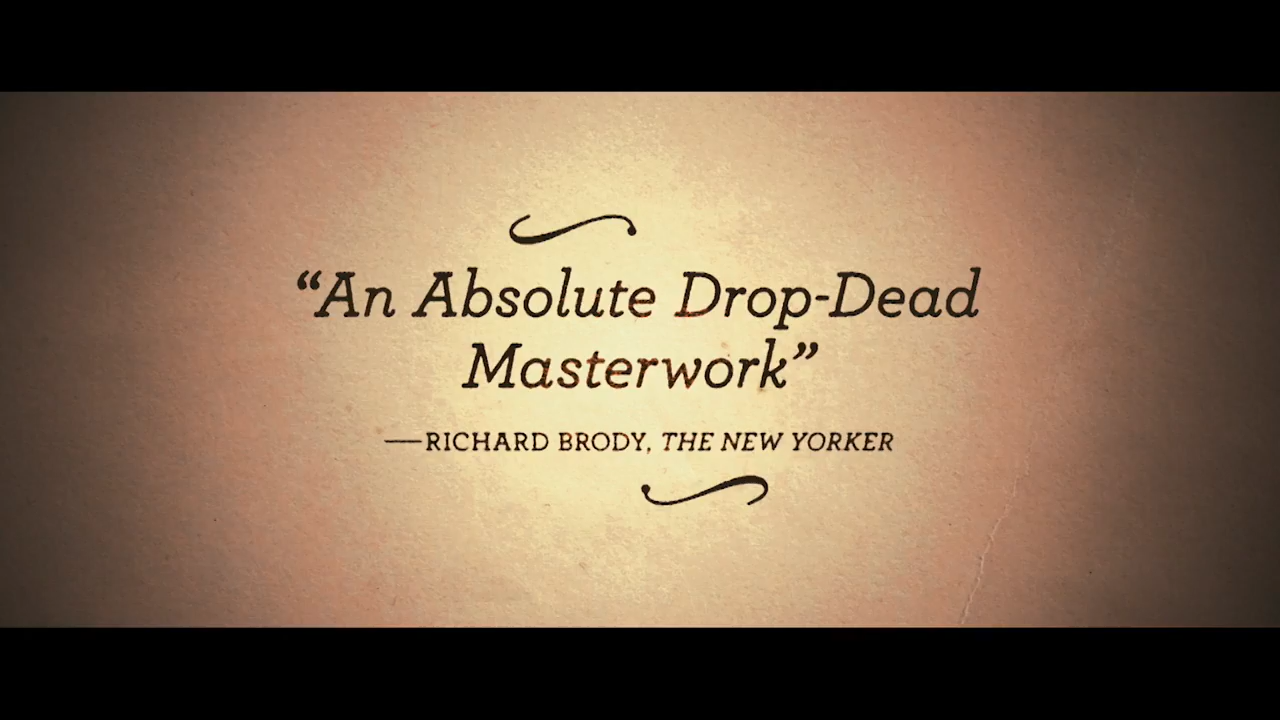 “An Absolute Drop-Dead
Masterwork”
—RICHARD BRODY, THE NEW YORKER